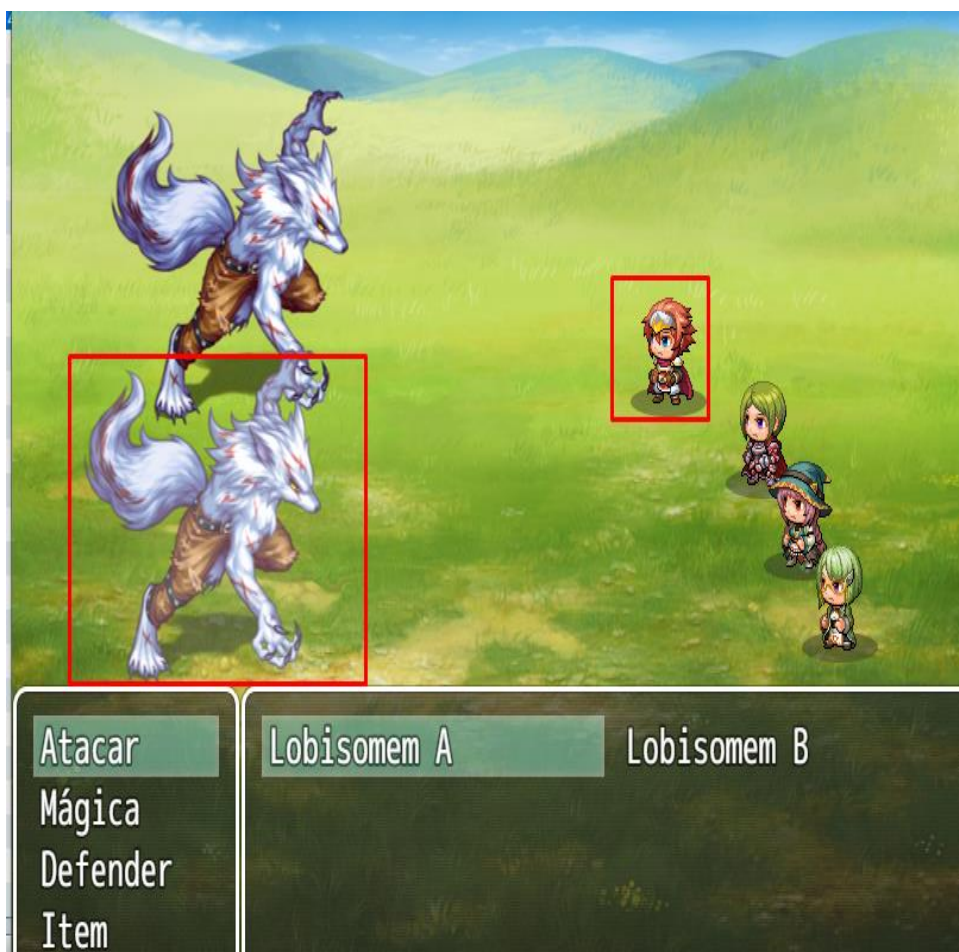 Atacar
Lobisomem A
Lobisomem B
Mágica
Defender
Item